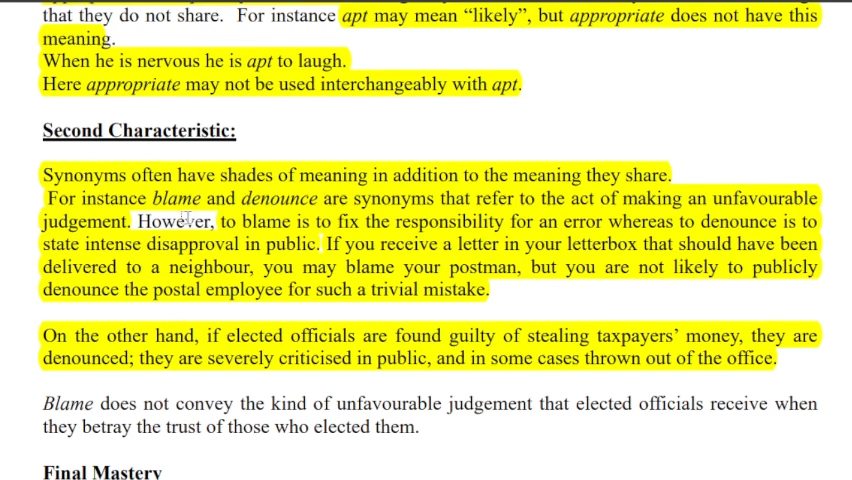 that they do not share. For instance apt may mean “likely”, but appropriate does not have this
meaning.
When he is nervous he is apt to laugh.
Here appropriate may not be used interchangeably with apt.
Second Characteristic:
Synonyms often have shades of meaning in addition to the meaning they share.
For instance blame and denounce are synonyms that refer to the act of making an unfavourable
judgement. However, to blame is to fix the responsibility for an error whereas to denounce is to
state intense disapproval in public. If you receive a letter in your letterbox that should have been
delivered to a neighbour, you may blame your postman, but you are not likely to publicly
denounce the postal employee for such a trivial mistake.
On the other hand, if elected officials are found guilty of stealing taxpayers’ money, they are
denounced; they are severely criticised in public, and in some cases thrown out of the office.
Blame does not convey the kind of unfavourable judgement that elected officials receive when
they betray the trust of those who elected them.
Final Mastery